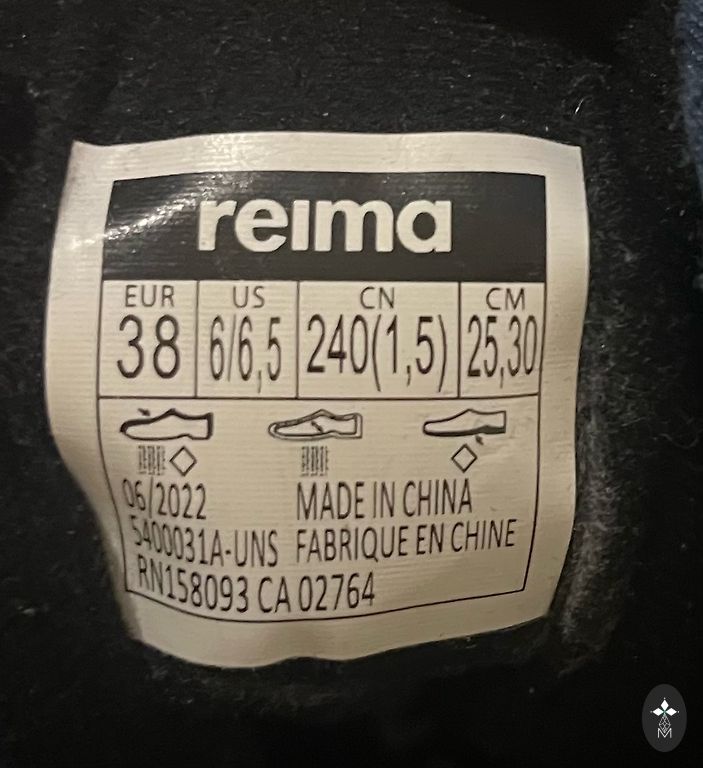 reima
EUR US CN CM
38 6/6,5 240(1,5) 25,30
06/2022 MADE IN CHINA
5400031A-UNS FABRIQUE EN CHINE
RN158093 CA 02764
M